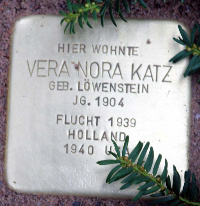 HIER WOHNTE
VERA NORA KATZ
GEB. LÖWENSTEIN
JG. 1904
FLUCHT 1939
HOLLAND
1940